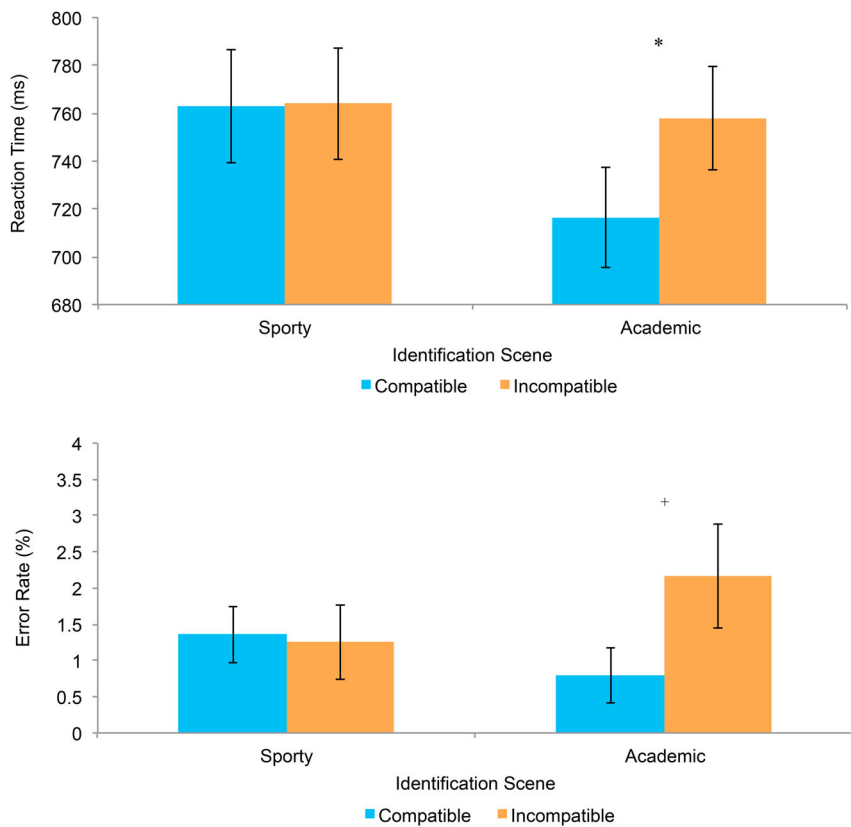 800
780
760
740
720
700
680
Reaction Time (ms)
*
Sporty Academic
Identification Scene
Compatible Incompatible
4
3.5
3
2.5
2
1.5
1
0.5
0
Error Rate (%)
+
Sporty Academic
Identification Scene
Compatible Incompatible